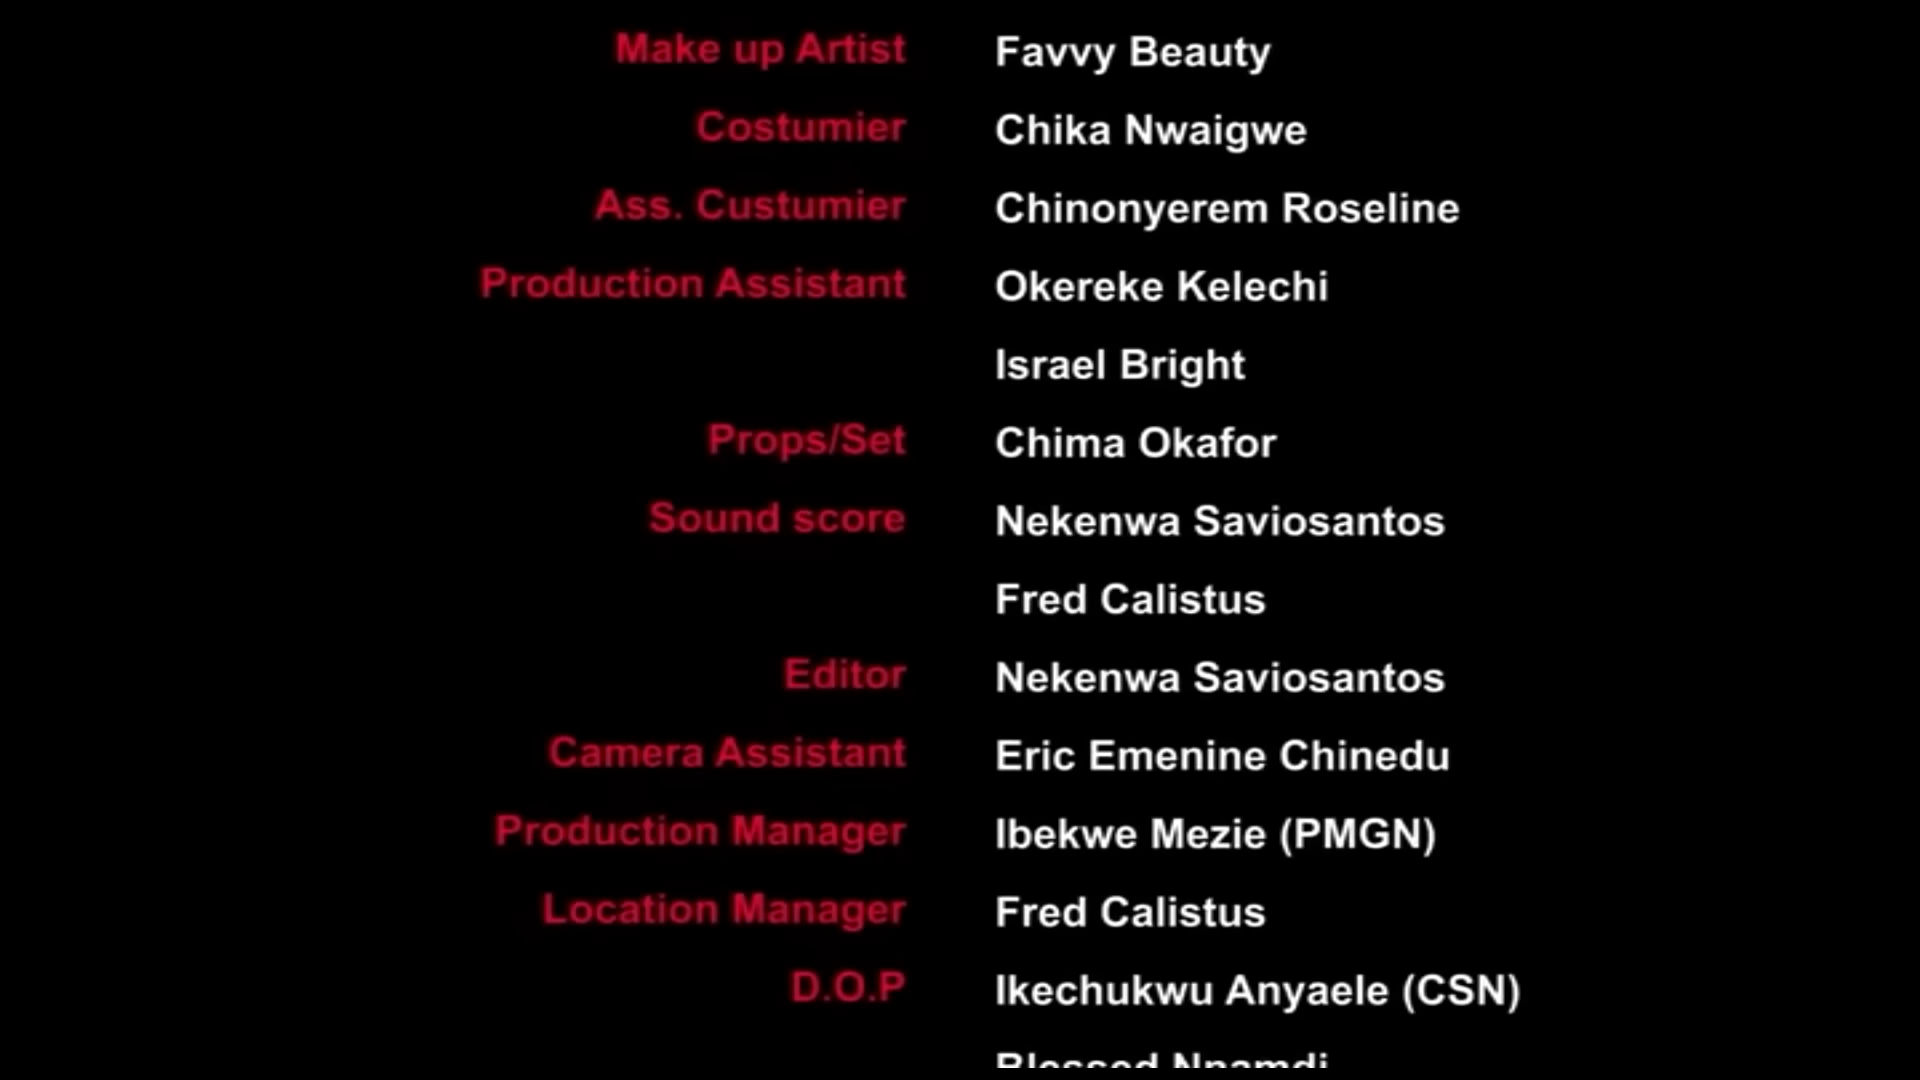 Make up Artist Favvy Beauty
Costumier Chika Nwaigwe
Ass. Custumier Chinonyerem Roseline
Production Assistant Okereke Kelechi
Israel Bright
Props/Set Chima Okafor
Sound score Nekenwa Saviosantos
Fred Calistus
Editor Nekenwa Saviosantos
Camera Assistant Eric Emenine Chinedu
Production Manager Ibekwe Mezie (PMGN)
Location Manager Fred Calistus
D.O.P Ikechukwu Anyaele (CSN)
Blessed Nnamdi